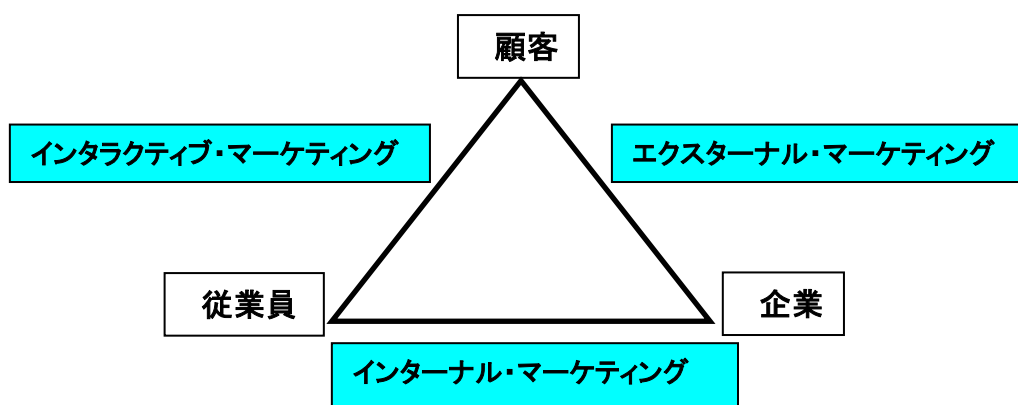 顧客
インタラクティブ・マーケティング
エクスターナル・マーケティング
従業員
企業
インターナル・マーケティング